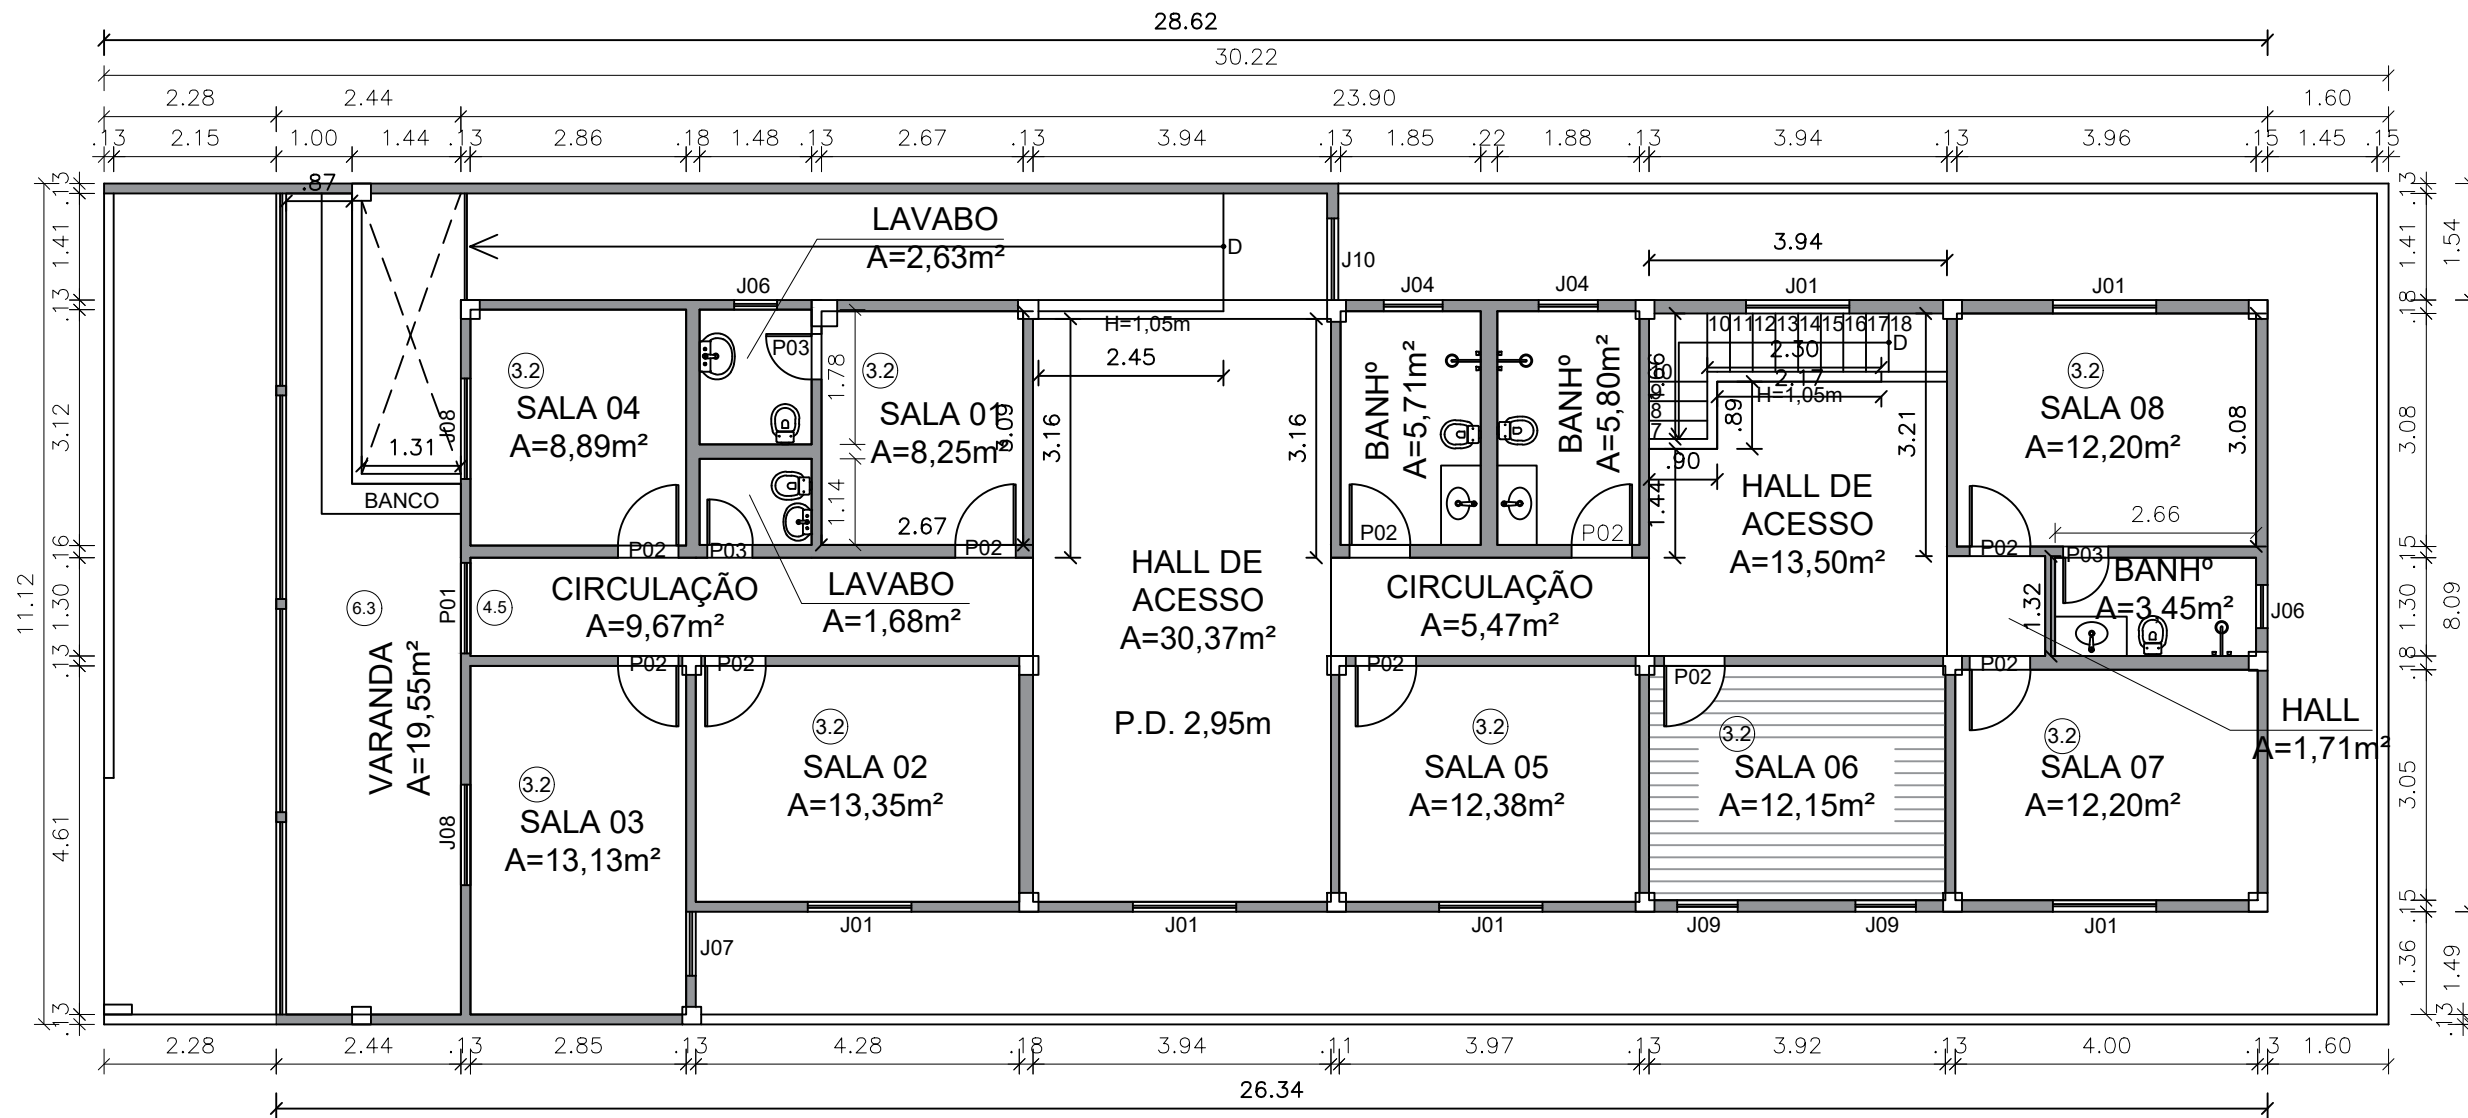 28.62
30.22
2.28 2.44 23.90 1.60
.13 2.15 1.00 1.44 .13 2.86 .18 1.48 .13 2.67 .13 3.94 .13 1.85 .22 1.88 .13 3.94 .13 3.96 .15 1.45 .15
.13
1.41
.13
3.12
.16
1.30
.13
4.61
.13
11.12
.87
1.31
BANCO
J08
P01
6.3
VARANDA
A=19,55m²
J08
LAVABO
A=2,63m²
J06
D
J10
3.2
SALA 04
A=8,89m²
P02
P03
1.78
1.14
P03
3.2
SALA 01
A=8,25m²
3.09
2.67
P02
4.5
CIRCULAÇÃO
A=9,67m²
LAVABO
A=1,68m²
P02
P02
3.2
SALA 03
A=13,13m²
J07
3.2
SALA 02
A=13,35m²
J01
H=1,05m
2.45
3.16
3.16
HALL DE
ACESSO
A=30,37m²
P.D. 2,95m
J01
J04
J04
BANHº
A=5,71m²
P02
BANHº
A=5,80m²
P02
CIRCULAÇÃO
A=5,47m²
P02
3.2
SALA 05
A=12,38m²
J01
3.94
J01
10 11 12 13 14 15 16 17 18
D
2.30
2.17
H=1,05m
9
8
7
.89
.90
1.44
3.21
HALL DE
ACESSO
A=13,50m²
P02
3.2
SALA 06
A=12,15m²
J09
J09
J01
3.2
SALA 08
A=12,20m²
3.08
2.66
P02
P03
BANHº
A=3,45m²
1.32
J06
P02
HALL
A=1,71m²
3.2
SALA 07
A=12,20m²
J01
.13
1.41
.18
3.08
.15
1.30
.18
3.05
.15
1.36
.13
1.54
8.09
1.49
.13
2.28 2.44 .13 2.85 .13 4.28 .18 3.94 .11 3.97 .13 3.92 .13 4.00 .13 1.60
26.34